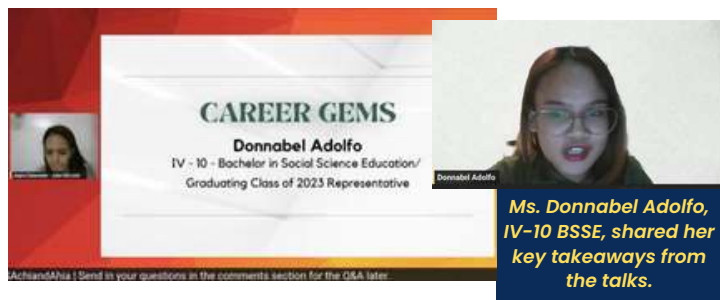 CAREER GEMS
Donnabel Adolfo
IV - 10 - Bachelor in Social Science Education/
Graduating Class of 2023 Representative
AchiandAhia | Send in your questions in the comments section for the Q&A later.
Donnabel Adolfo
Ms. Donnabel Adolfo,
IV-10 BSSE, shared her
key takeaways from
the talks.